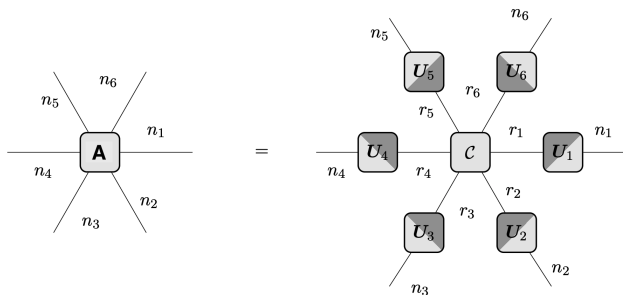 n₆
n₅
n₆
n₅
U₅
U₆
r₆
r₅
n₁
r₁
n₁
A
=
U₄
𝒞
U₁
n₄
n₄
r₄
r₂
n₂
r₃
n₃
U₃
U₂
n₂
n₃